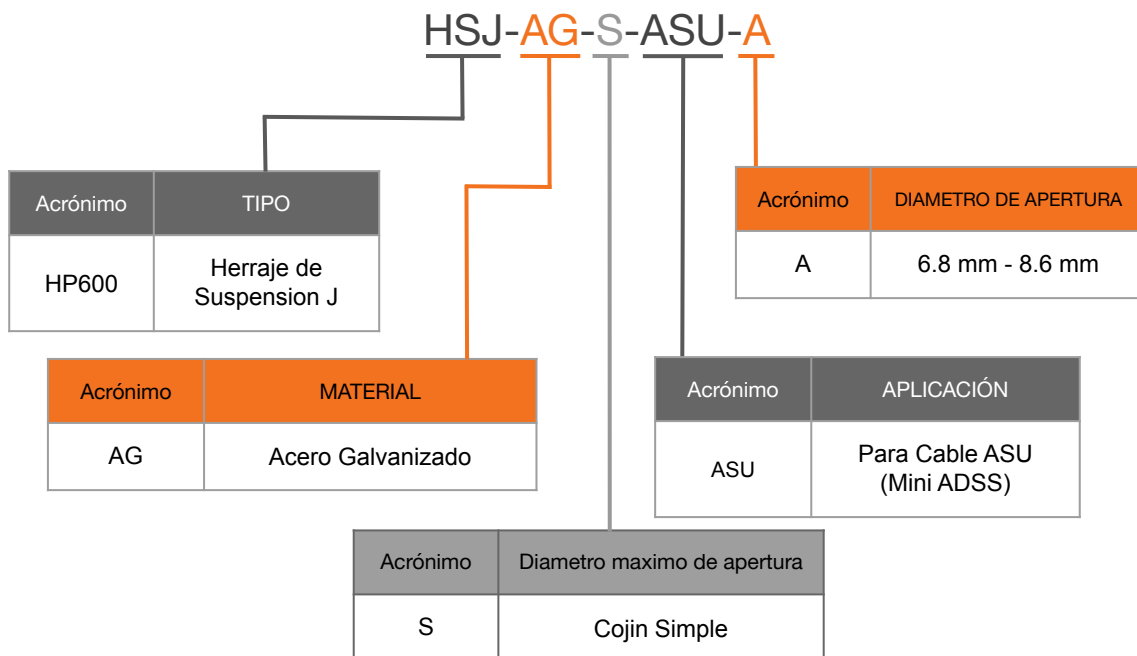 HSJ-AG-S-ASU-A
Acrónimo TIPO
HP600 Herraje de
Suspension J
Acrónimo DIAMETRO DE APERTURA
A 6.8 mm - 8.6 mm
Acrónimo MATERIAL
AG Acero Galvanizado
Acrónimo APLICACIÓN
ASU Para Cable ASU
(Mini ADSS)
Acrónimo Diametro maximo de apertura
S Cojin Simple